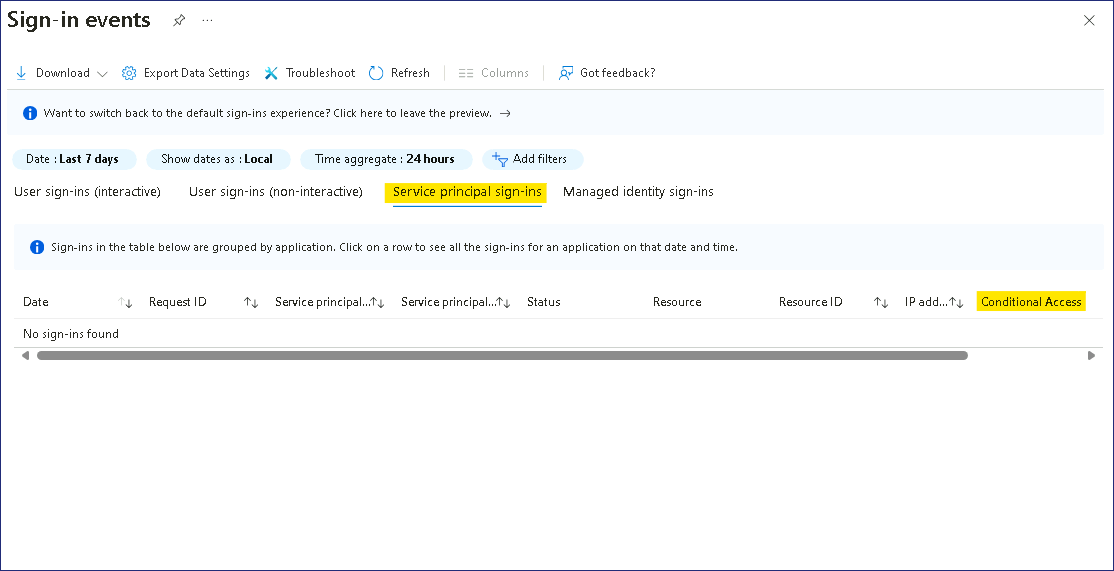 Sign-in events ...
Download Export Data Settings Troubleshoot Refresh Columns Got feedback?
Want to switch back to the default sign-ins experience? Click here to leave the preview. →
Date : Last 7 days Show dates as : Local Time aggregate : 24 hours Add filters
User sign-ins (interactive) User sign-ins (non-interactive) Service principal sign-ins Managed identity sign-ins
Sign-ins in the table below are grouped by application. Click on a row to see all the sign-ins for an application on that date and time.
Date Request ID Service principal... Service principal... Status Resource Resource ID IP add... Conditional Access
No sign-ins found